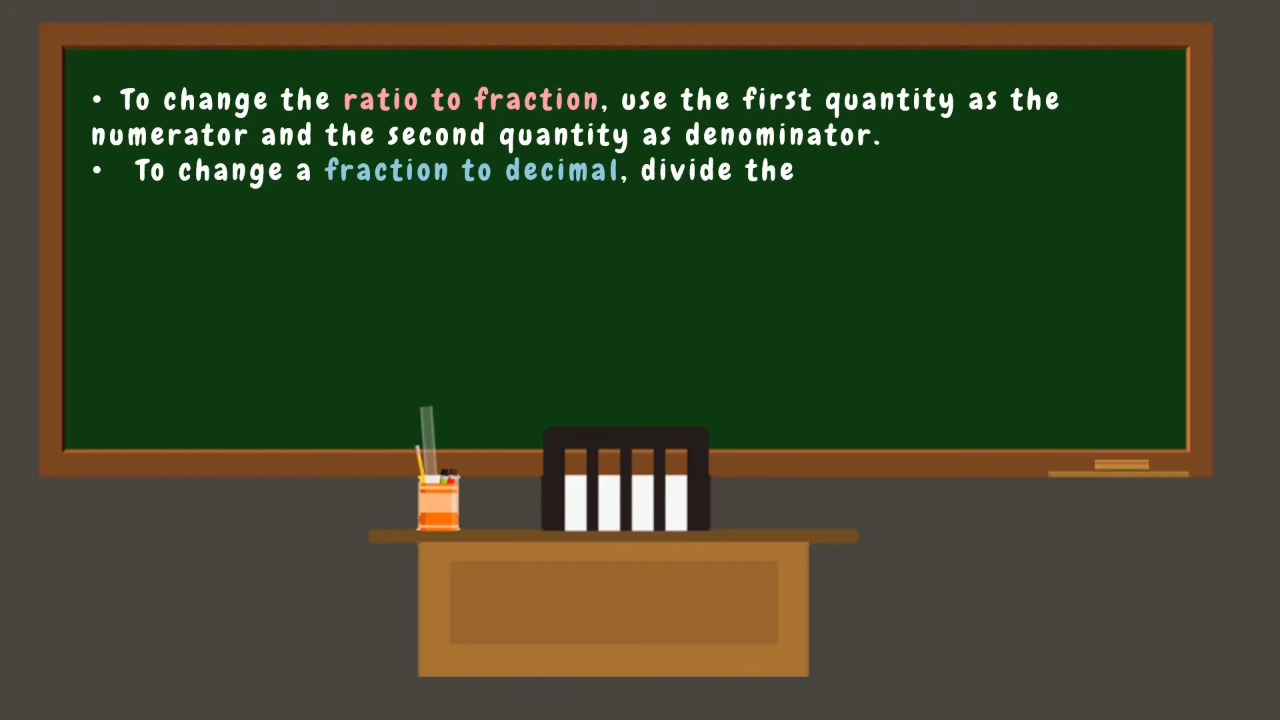 • To change the ratio to fraction, use the first quantity as the
numerator and the second quantity as denominator.
• To change a fraction to decimal, divide the